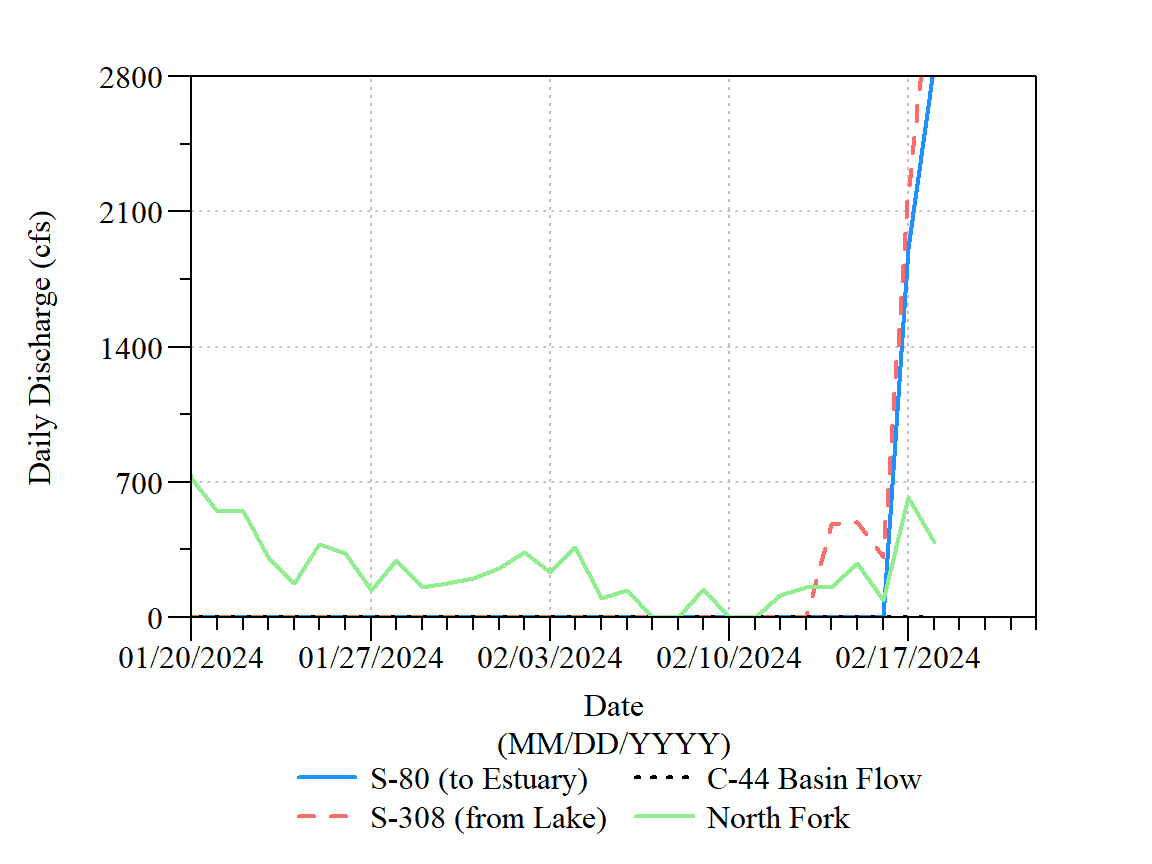 2800
2100
1400
700
0
Daily Discharge (cfs)
01/20/2024 01/27/2024 02/03/2024 02/10/2024 02/17/2024
Date
(MM/DD/YYYY)
S-80 (to Estuary) C-44 Basin Flow
S-308 (from Lake) North Fork